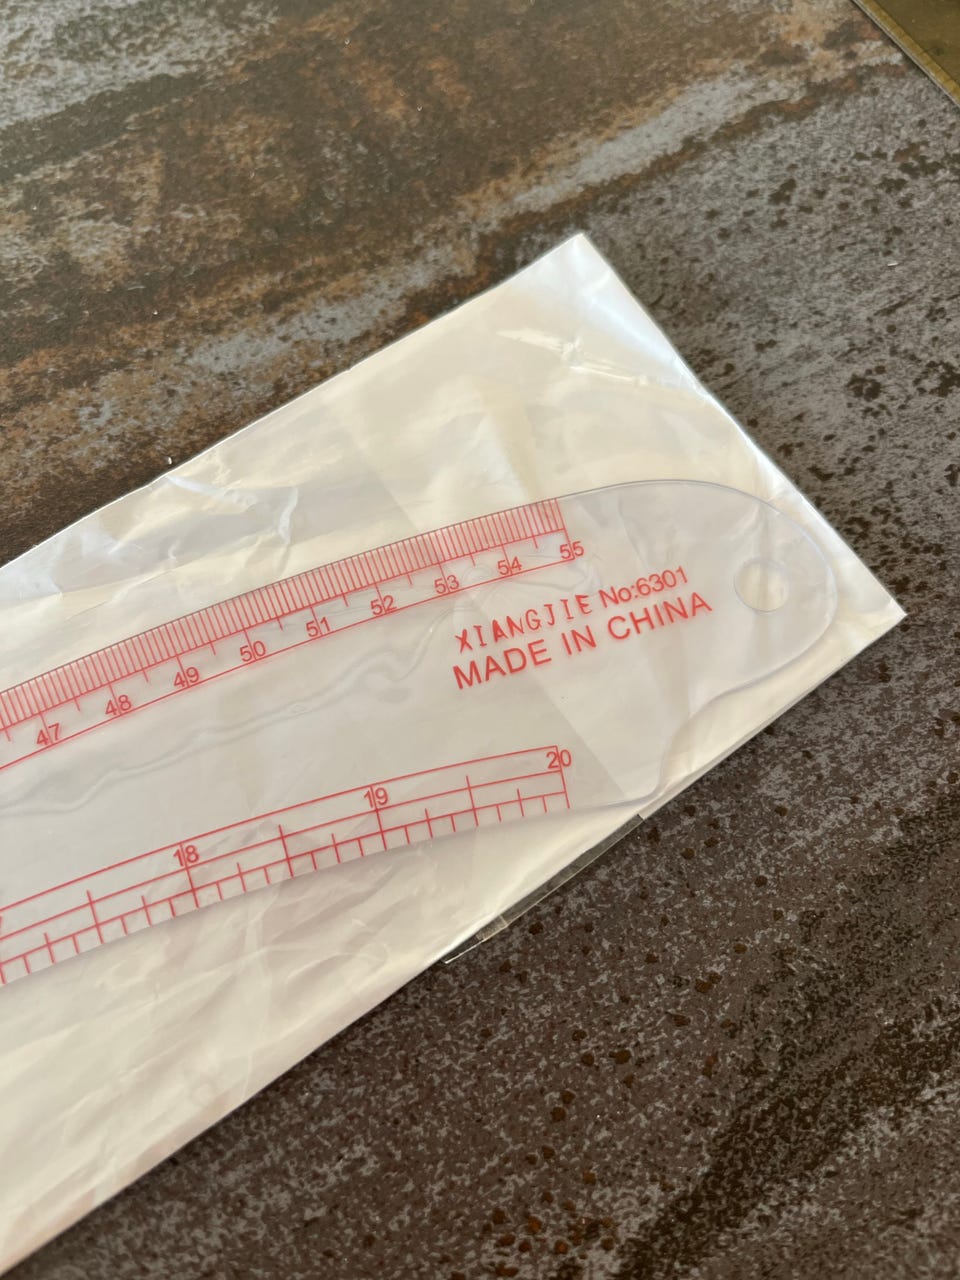 47 48 49 50 51 52 53 54 55
XIANGJIE No:6301
MADE IN CHINA
18 19 20